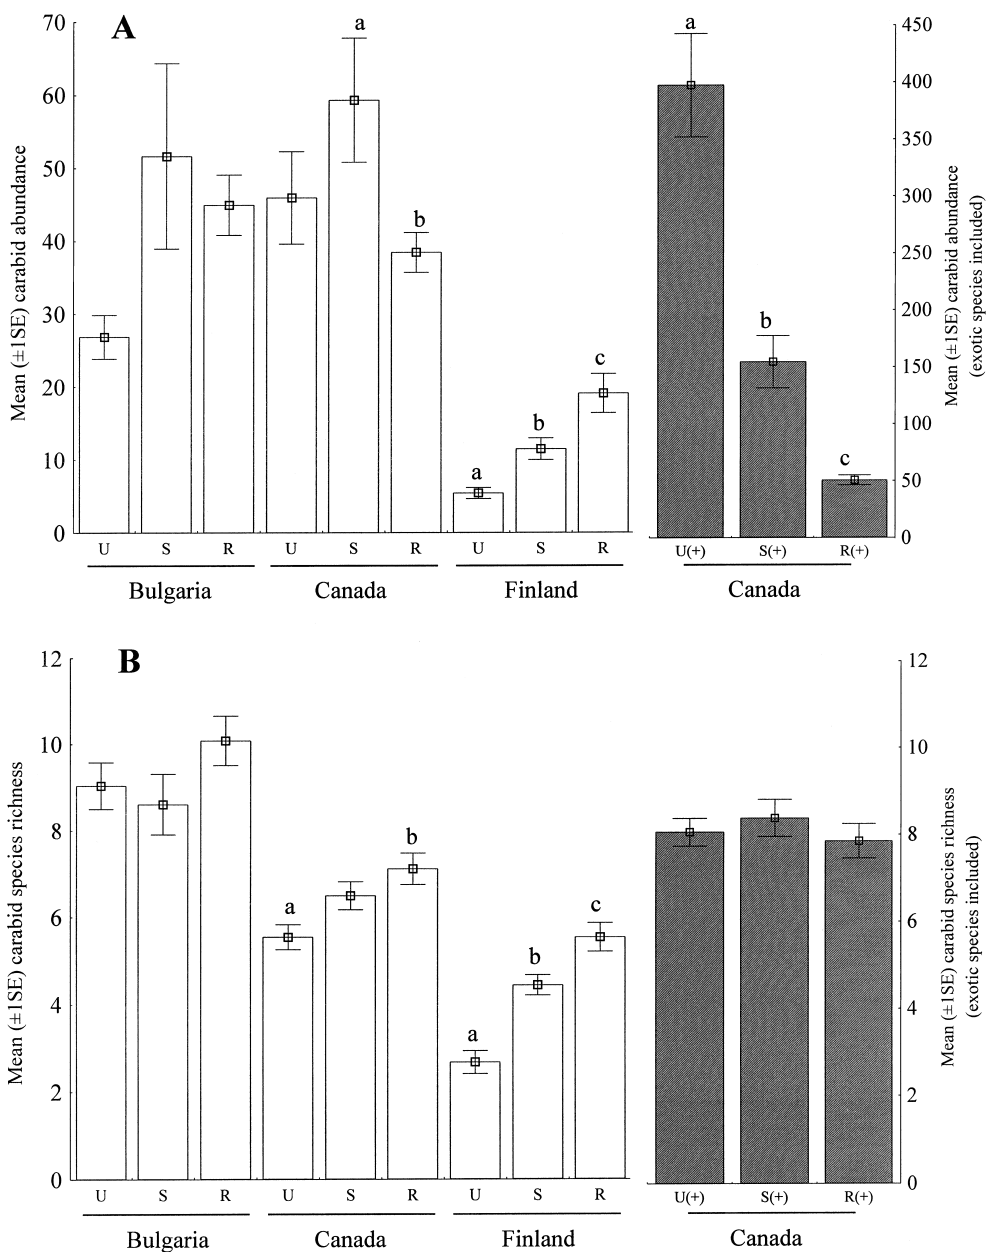 A
Mean (±1SE) carabid abundance
70
60
50
40
30
20
10
0
a
b
a
b
c
U S R U S R U S R
Bulgaria Canada Finland
a
b
c
450
400
350
300
250
200
150
100
50
0
Mean (±1SE) carabid abundance
(exotic species included)
U(+) S(+) R(+)
Canada
B
Mean (±1SE) carabid species richness
12
10
8
6
4
2
0
a
b
a
b
c
U S R U S R U S R
Bulgaria Canada Finland
12
10
8
6
4
2
0
Mean (±1SE) carabid species richness
(exotic species included)
U(+) S(+) R(+)
Canada